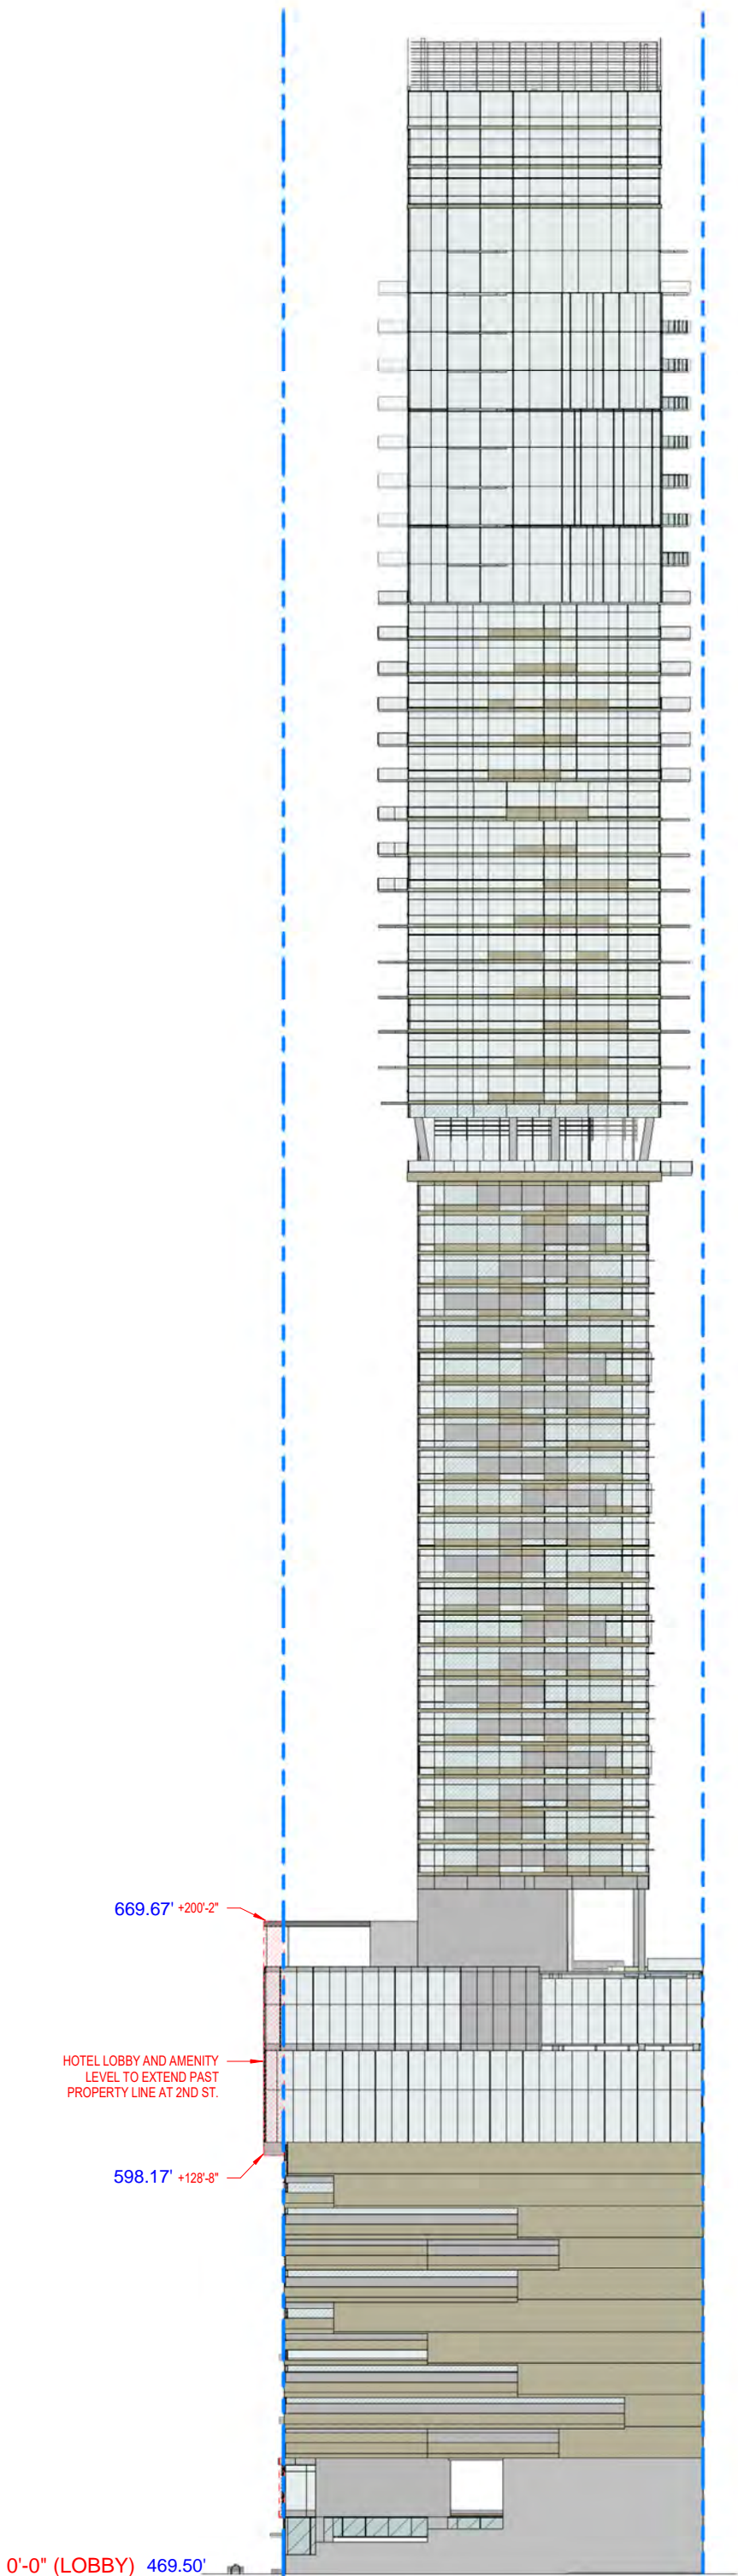 669.67' +200'-2"
HOTEL LOBBY AND AMENITY
LEVEL TO EXTEND PAST
PROPERTY LINE AT 2ND ST.
598.17' +128'-8"
0'-0" (LOBBY) 469.50'